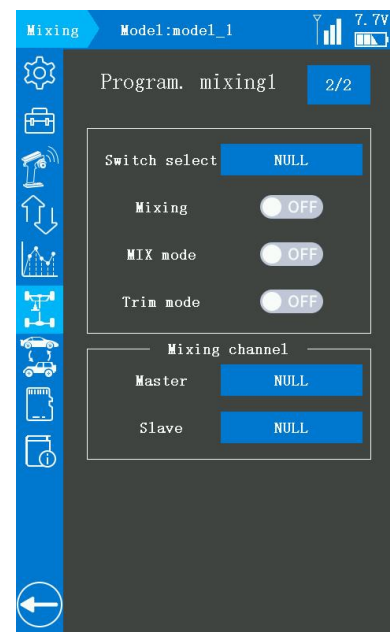 Mixing Model:model_1 7.7V
Program. mixing1 2/2
Switch select NULL
Mixing OFF
MIX mode OFF
Trim mode OFF
Mixing channel
Master NULL
Slave NULL